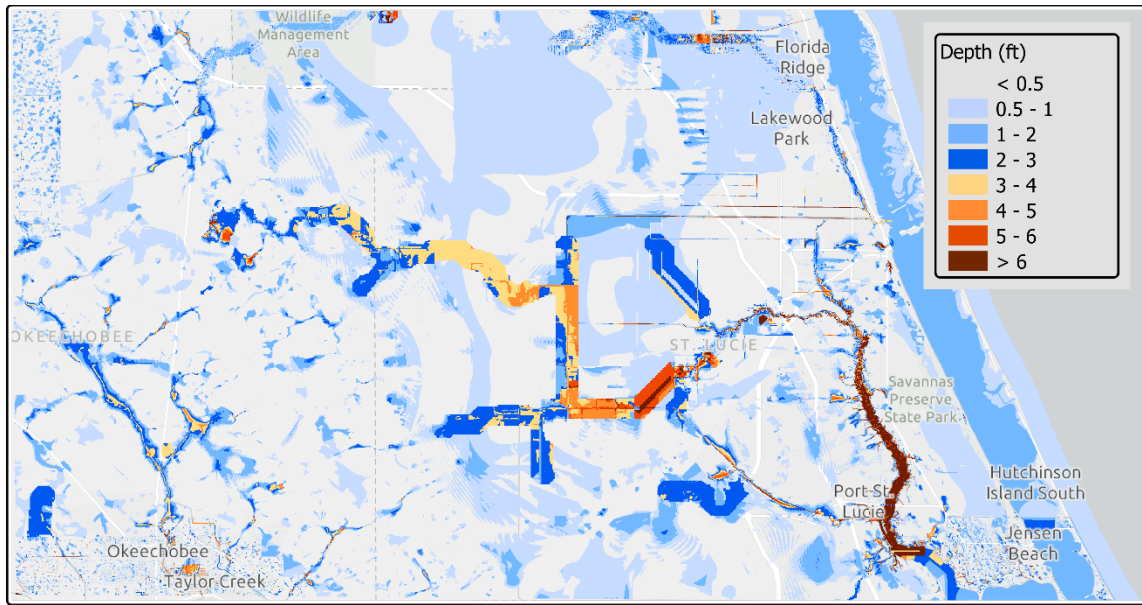 Wildlife
Management
Area
Florida
Ridge
Lakewood
Park
Depth (ft)
< 0.5
0.5 - 1
1 - 2
2 - 3
3 - 4
4 - 5
5 - 6
> 6
OKEECHOBEE
ST. LUCIE
Savannas
Preserve
State Park
Hutchinson
Island South
Port St.
Lucie
Jensen
Beach
Okeechobee
Taylor Creek